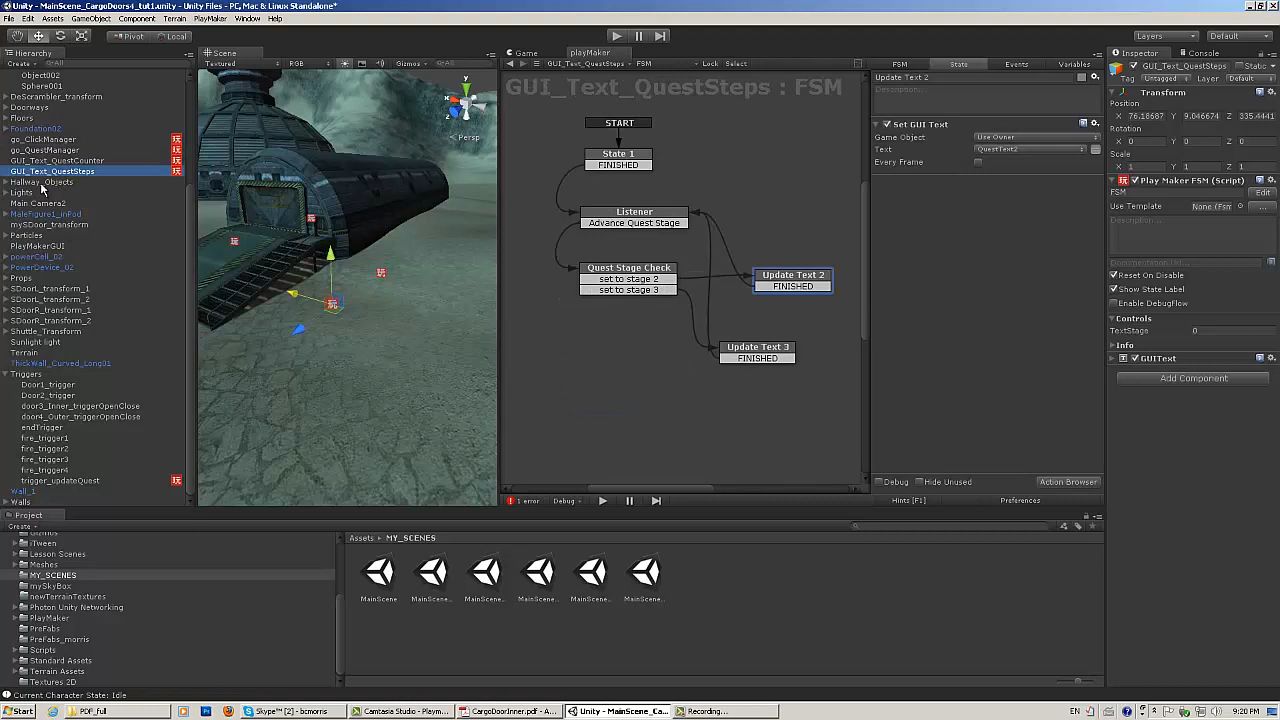 Unity - MainScene_CargoDoors4_tut1.unity - Unity Files - PC, Mac & Linux Standalone*
File Edit Assets GameObject Component Terrain PlayMaker Window Help
Pivot Local Layers Default
Hierarchy
Create All
Object002
Sphere001
DeScrambler_transform
Doorways
Floors
Foundation02
go_ClickManager
go_QuestManager
GUI_Text_QuestCounter
GUI_Text_QuestSteps
Hallway_Objects
Lights
Main Camera2
MaleFigure1_inPod
mySDoor_transform
Particles
PlayMakerGUI
powerCell_02
PowerDevice_02
Props
SDoorL_transform_1
SDoorL_transform_2
SDoorR_transform_1
SDoorR_transform_2
Shuttle_Transform
Sunlight light
Terrain
ThickWall_Curved_Long01
Triggers
Door1_trigger
Door2_trigger
door3_Inner_triggerOpenClose
door4_Outer_triggerOpenClose
endTrigger
fire_trigger1
fire_trigger2
fire_trigger3
fire_trigger4
trigger_updateQuest
Wall_1
Walls
Scene
Textured RGB Gizmos All
y
x
z
Persp
Game playMaker
GUI_Text_QuestSteps FSM Lock Select
GUI_Text_QuestSteps : FSM
START
State 1
FINISHED
Listener
Advance Quest Stage
Quest Stage Check
set to stage 2
set to stage 3
Update Text 2
FINISHED
Update Text 3
FINISHED
1 error Debug
FSM State Events Variables
Update Text 2
Description...
Set GUI Text
Game Object Use Owner
Text QuestText2
Every Frame
Debug Hide Unused Action Browser
Hints [F1] Preferences
Inspector Console
GUI_Text_QuestSteps Static
Tag Untagged Layer Default
Transform
Position
X 76.18687 Y 9.046674 Z 335.4441
Rotation
X 0 Y 0 Z 0
Scale
X 1 Y 1 Z 1
Play Maker FSM (Script)
FSM Edit
Use Template None (Fsm ...
Description...
Documentation Url...
Reset On Disable
Show State Label
Enable DebugFlow
Controls
TextStage 0
Info
GUIText
Add Component
Project
Create
Gizmos
iTween
Lesson Scenes
Meshes
MY_SCENES
mySkyBox
newTerrainTextures
Photon Unity Networking
PlayMaker
PreFabs
PreFabs_morris
Scripts
Standard Assets
Terrain Assets
Textures 2D
Assets MY_SCENES
MainScene MainScene.. MainScene.. MainScene.. MainScene.. MainScene..
Current Character State: Idle
Start PDP_full Skype™ [2] - bcmorris Camtasia Studio - Playm... CargoDoorInner.pdf - A... Unity - MainScene_Ca... Recording... EN 9:20 PM